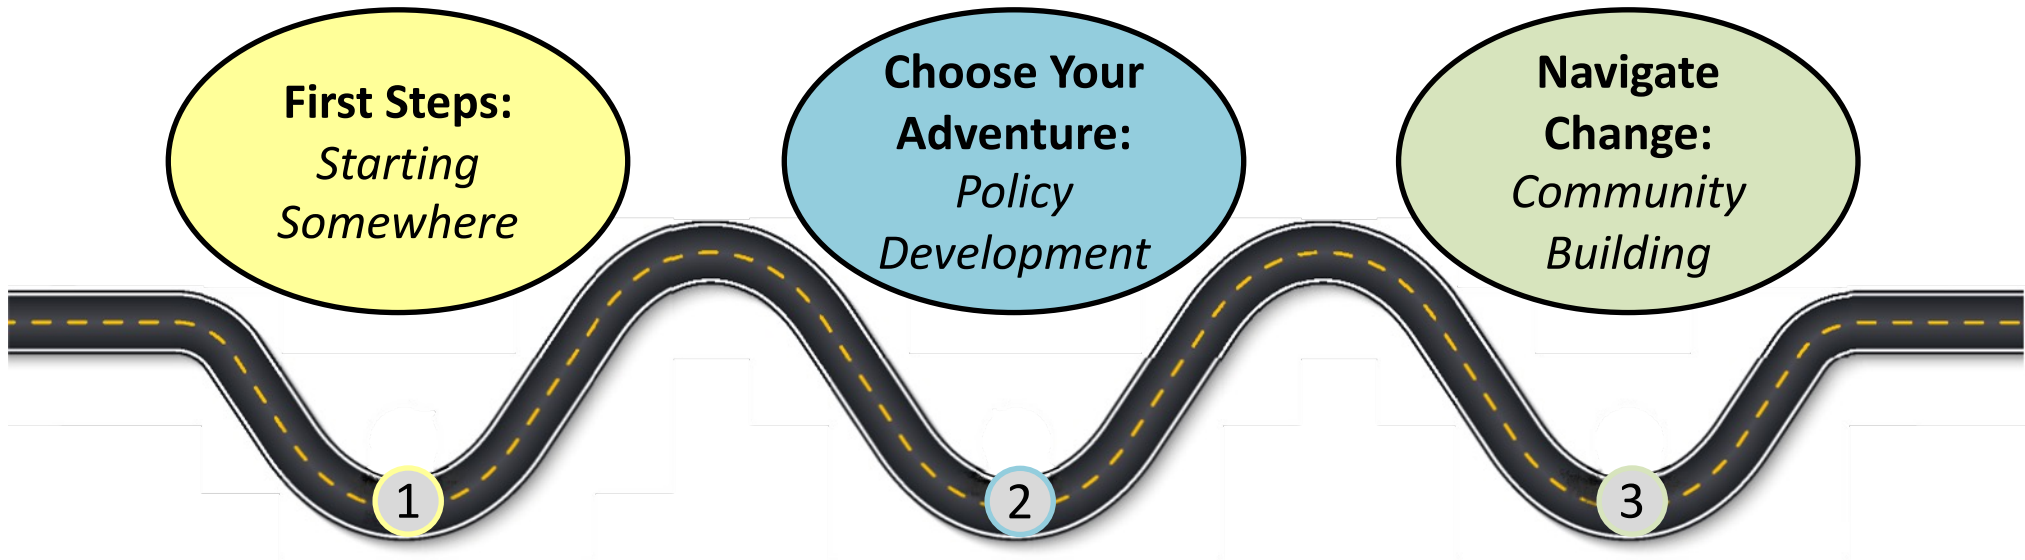 First Steps:
Starting
Somewhere
Choose Your
Adventure:
Policy
Development
Navigate
Change:
Community
Building
1
2
3